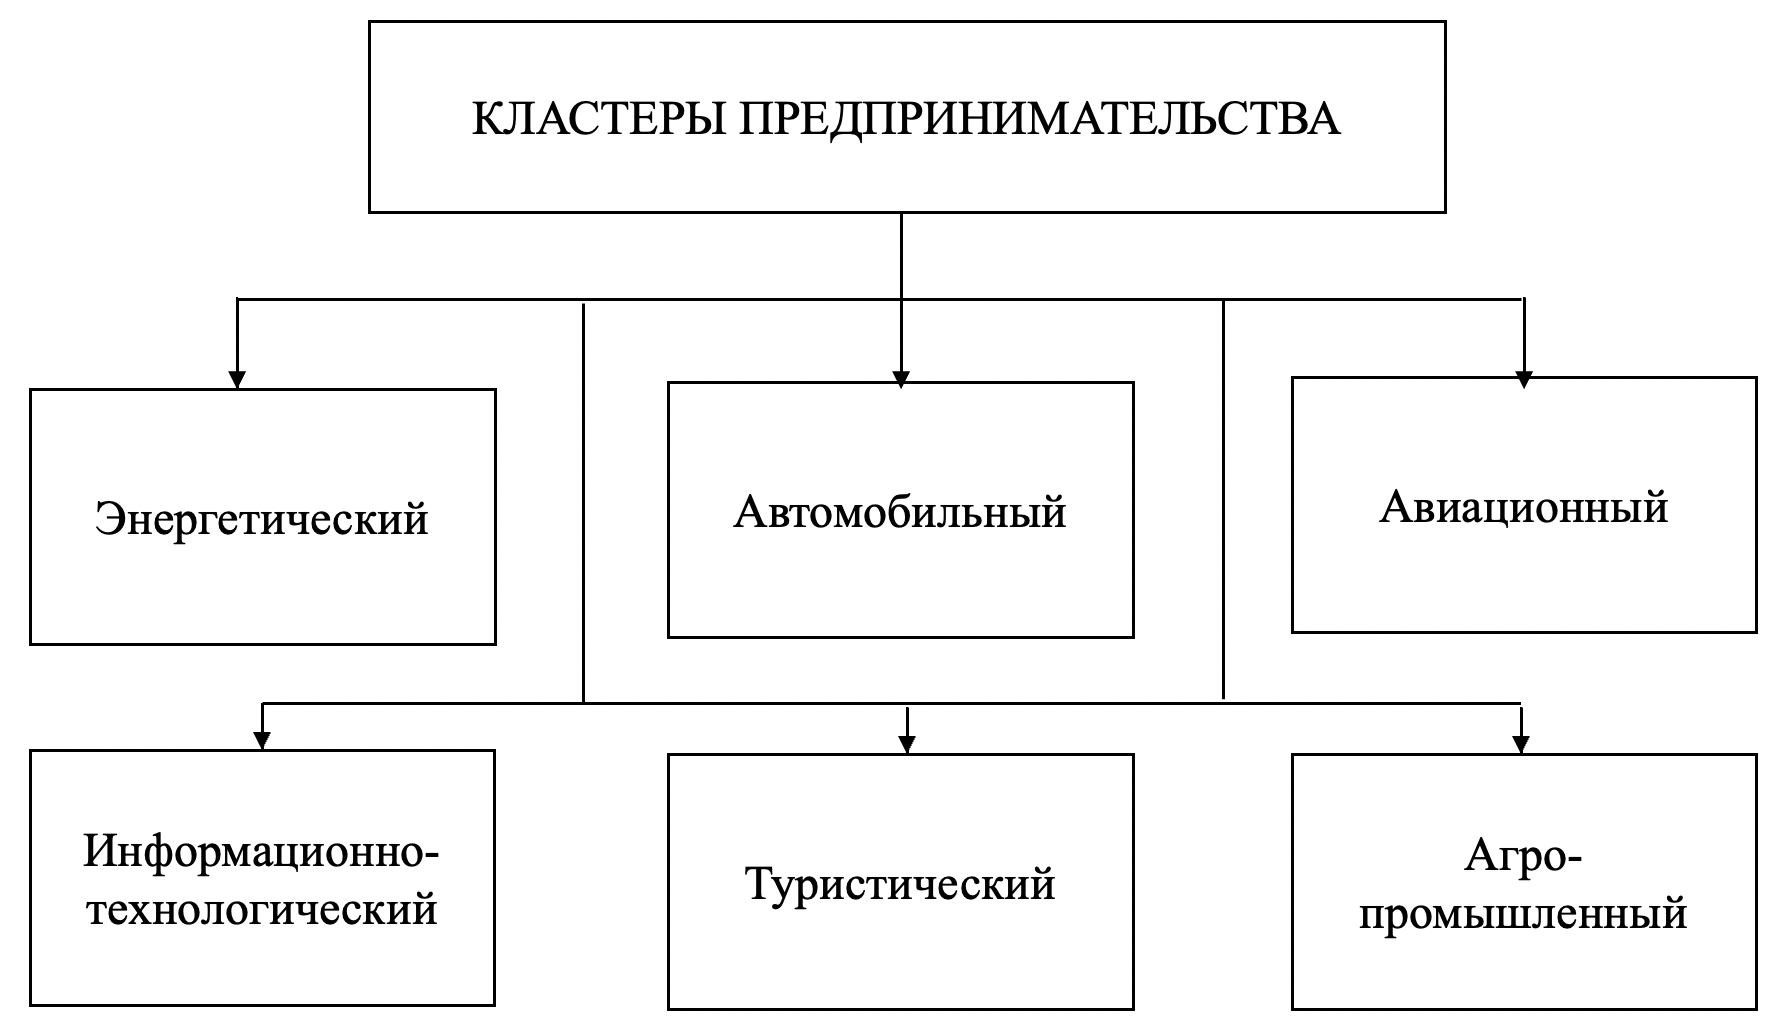 КЛАСТЕРЫ ПРЕДПРИНИМАТЕЛЬСТВА
Энергетический
Автомобильный
Авиационный
Информационно-
технологический
Туристический
Агро-
промышленный